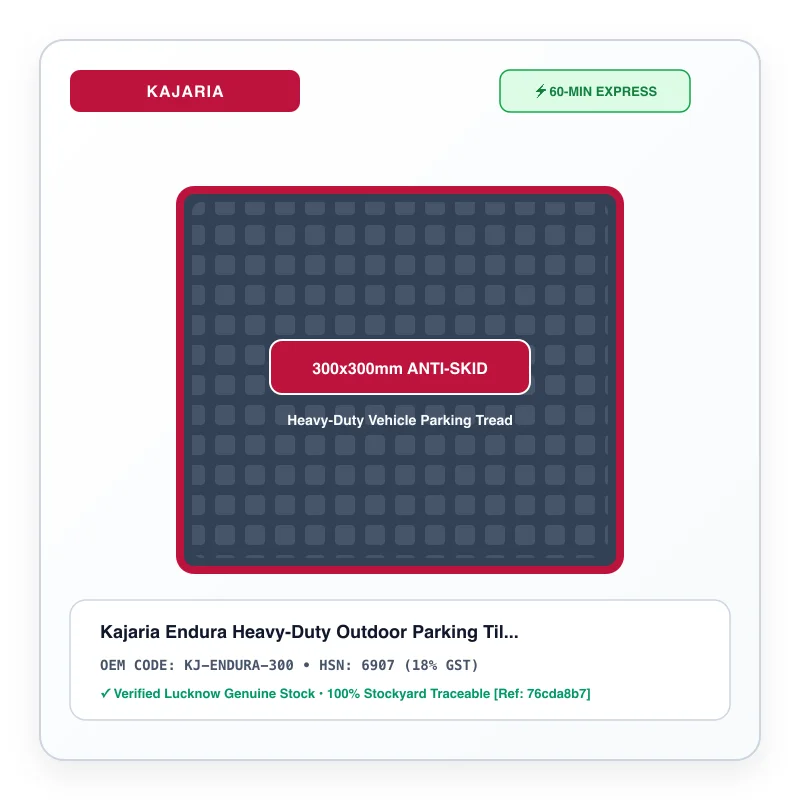 KAJARIA
⚡60-MIN EXPRESS
300x300mm ANTI-SKID
Heavy-Duty Vehicle Parking Tread
Kajaria Endura Heavy-Duty Outdoor Parking Til...
OEM CODE: KJ-ENDURA-300 • HSN: 6907 (18% GST)
✓ Verified Lucknow Genuine Stock • 100% Stockyard Traceable [Ref: 76cda8b7]